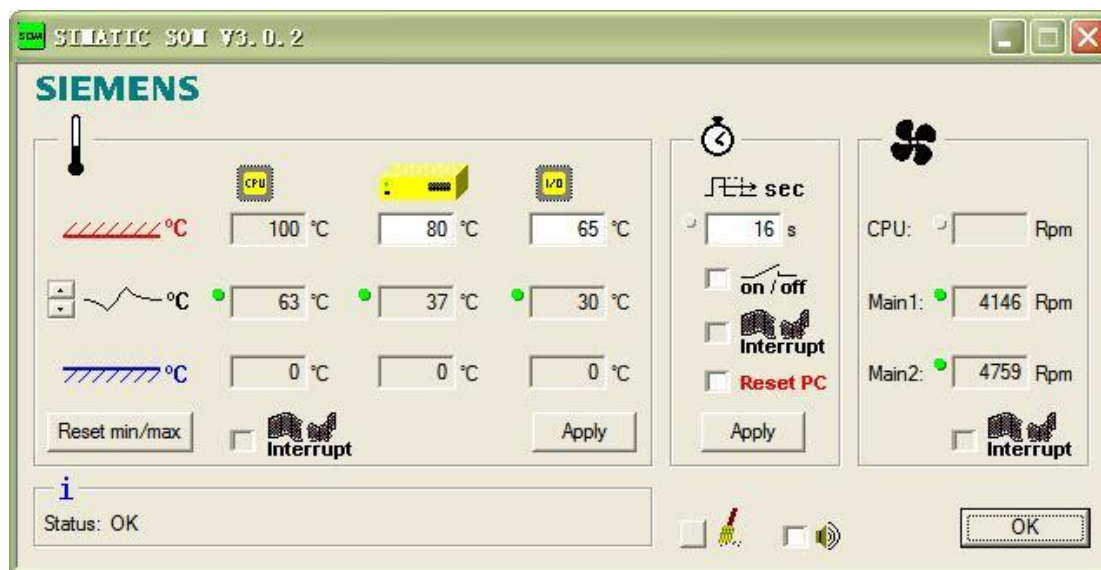 SOM SIMATIC SOM V3.0.2
SIEMENS
CPU I/O
sec
°C 100 °C 80 °C 65 °C 16 s CPU: Rpm
on / off
°C 63 °C 37 °C 30 °C Main1: 4146 Rpm
Interrupt
°C 0 °C 0 °C 0 °C Reset PC Main2: 4759 Rpm
Reset min/max Interrupt Apply Apply Interrupt
i
Status: OK
OK